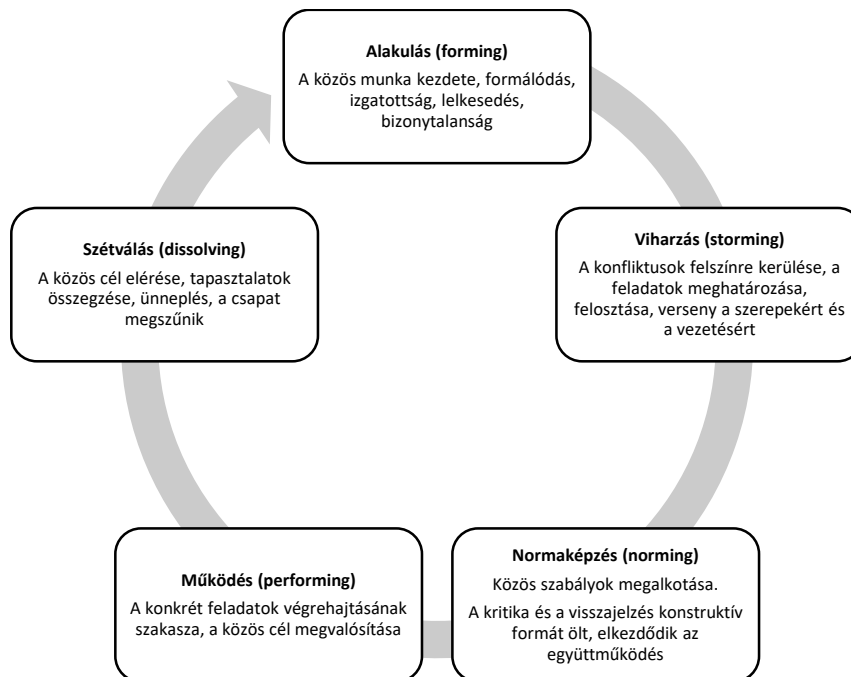 Alakulás (forming)
A közös munka kezdete, formálódás,
izgatottság, lelkesedés,
bizonytalanság
Viharzás (storming)
A konfliktusok felszínre kerülése, a
feladatok meghatározása,
felosztása, verseny a szerepekért és
a vezetésért
Normaképzés (norming)
Közös szabályok megalkotása.
A kritika és a visszajelzés konstruktív
formát ölt, elkezdődik az
együttműködés
Működés (performing)
A konkrét feladatok végrehajtásának
szakasza, a közös cél megvalósítása
Szétválás (dissolving)
A közös cél elérése, tapasztalatok
összegzése, ünneplés, a csapat
megszűnik